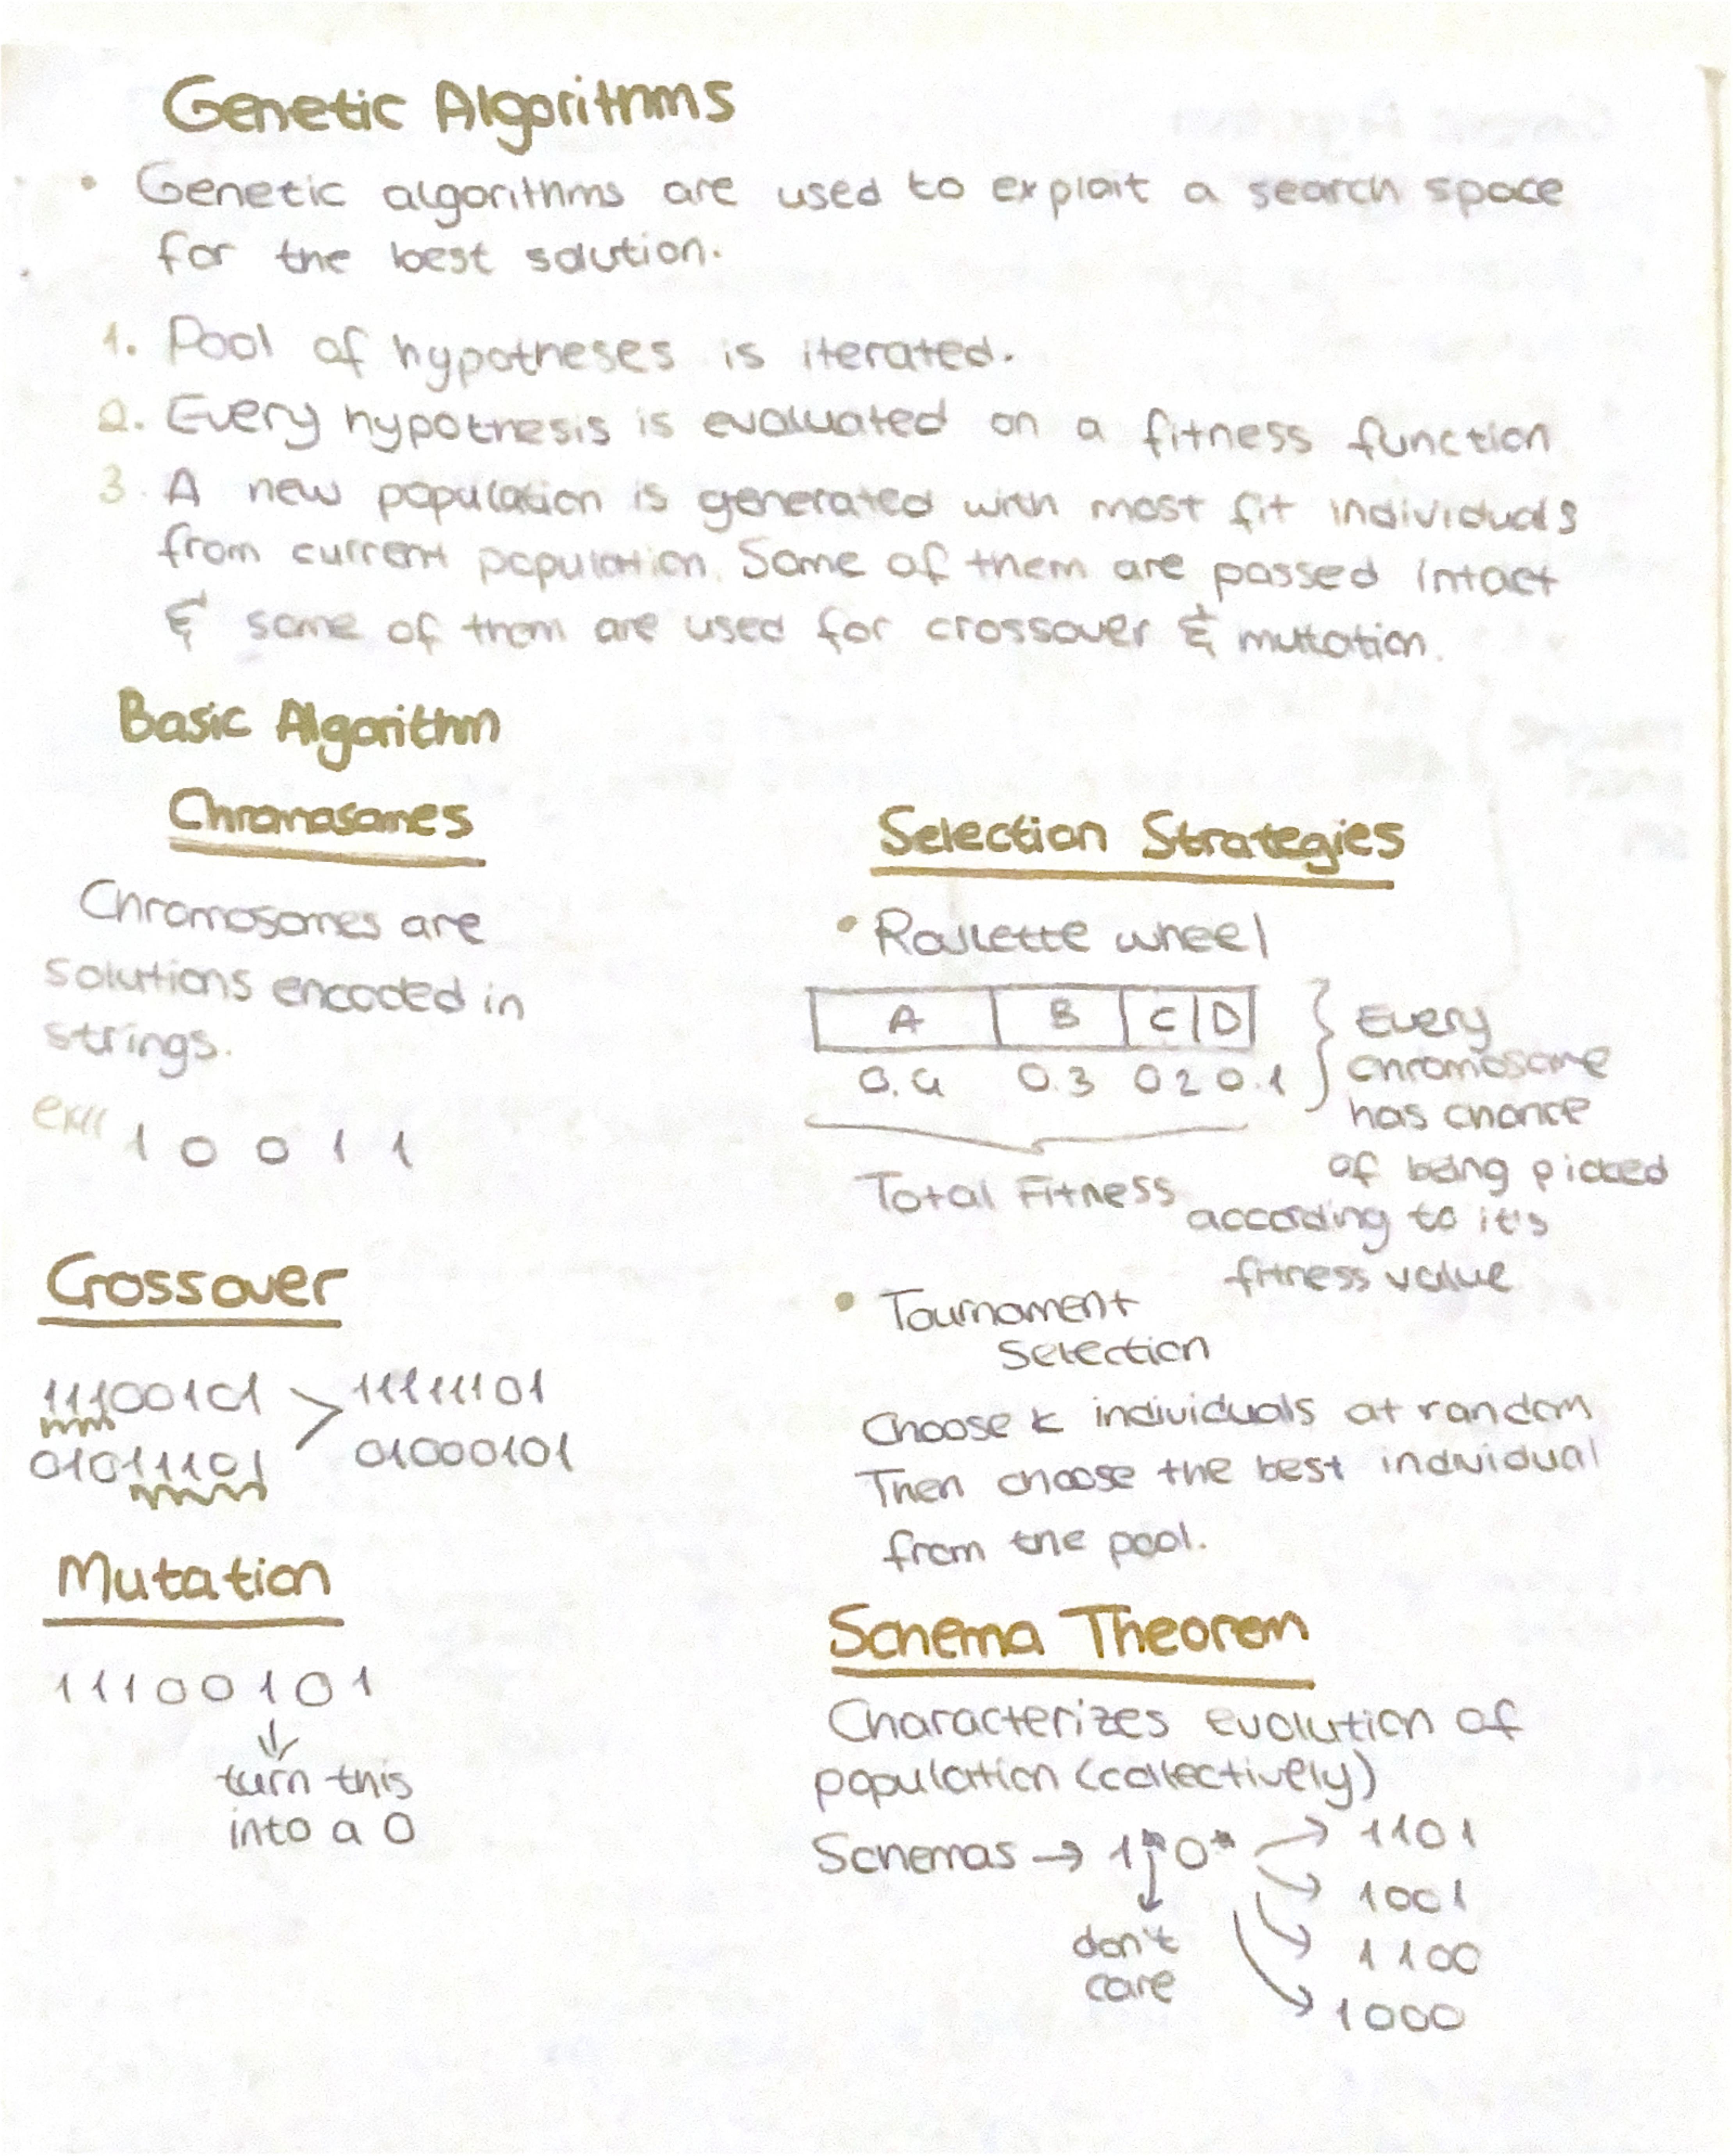 Genetic Algorithms
• Genetic algorithms are used to exploit a search space
for the best solution.
1. Pool of hypotheses is iterated.
2. Every hypothesis is evaluated on a fitness function
3. A new population is generated with most fit individuals
from current population. Some of them are passed intact
& some of them are used for crossover & mutation.
Basic Algorithm
Chromosomes
Chromosomes are
solutions encoded in
strings.
1 0 0 1 1
Crossover
11100101 > 11111101
01011101 01000101
Mutation
11100101
↓
turn this
into a 0
Selection Strategies
• Roulette wheel
A B C D
0.4 0.3 0.2 0.1
Total Fitness
} Every
chromosome
has chance
of being picked
according to it's
fitness value
• Tournament
Selection
Choose k individuals at random
Then choose the best individual
from the pool.
Schema Theorem
Characterizes evolution of
population (collectively)
Schemas → 1*0* → 1101
→ 1001
→ 1100
→ 1000
don't
care